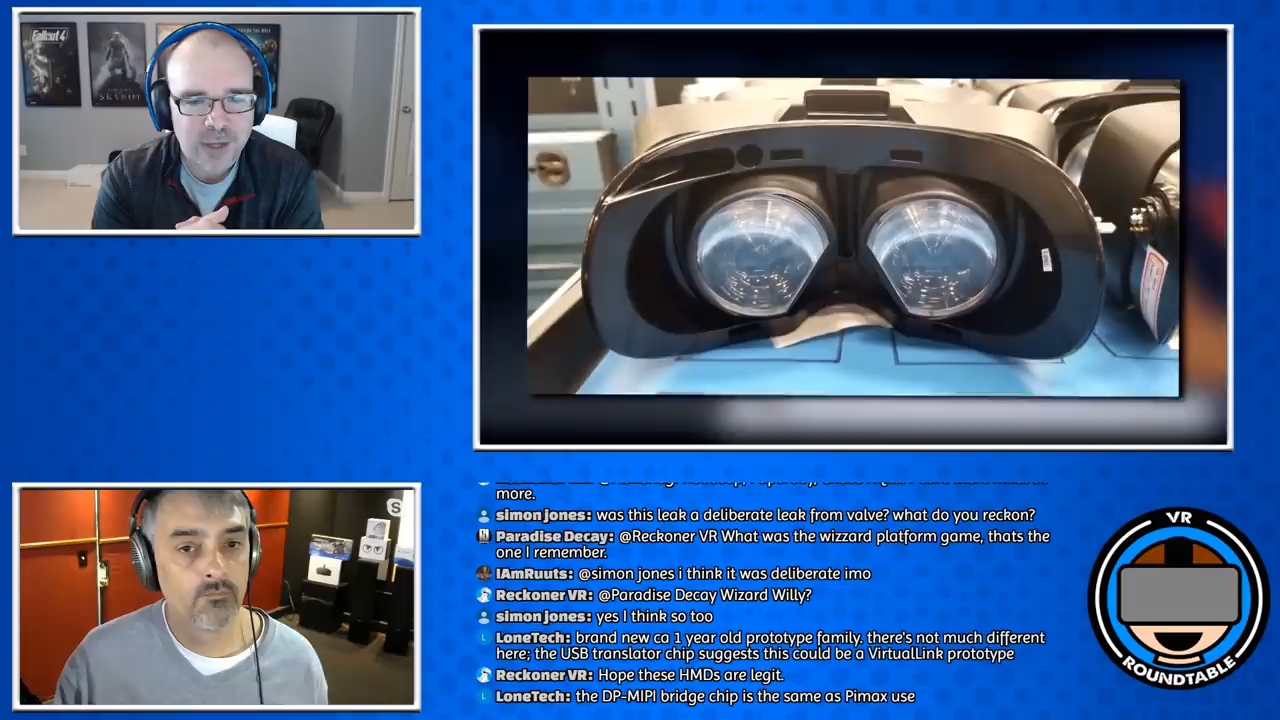 Fallout 4
SKYRIM
S
more.
simon jones: was this leak a deliberate leak from valve? what do you reckon?
Paradise Decay: @Reckoner VR What was the wizzard platform game, thats the
one I remember.
IAmRuuts: @simon jones i think it was deliberate imo
Reckoner VR: @Paradise Decay Wizard Willy?
simon jones: yes I think so too
LoneTech: brand new ca 1 year old prototype family. there's not much different
here; the USB translator chip suggests this could be a VirtualLink prototype
Reckoner VR: Hope these HMDs are legit.
LoneTech: the DP-MIPI bridge chip is the same as Pimax use
VR
ROUNDTABLE